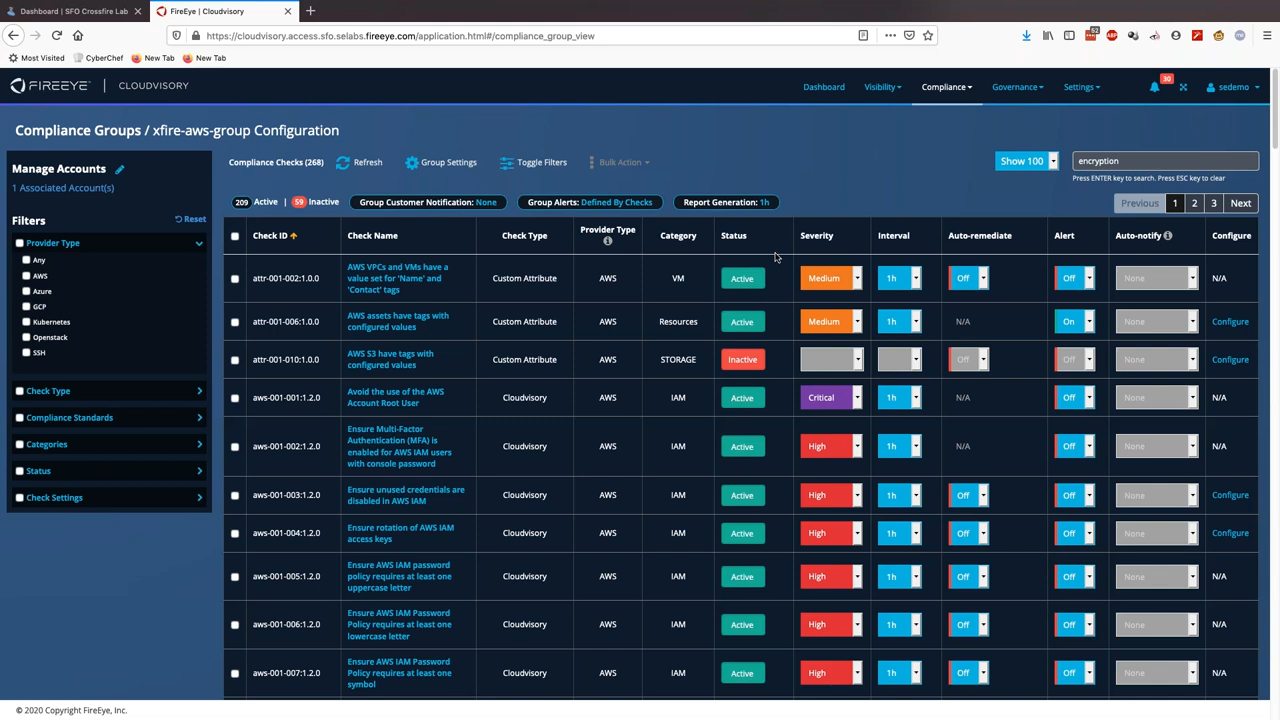 Dashboard | SFO Crossfire Lab
FireEye | Cloudvisory
https://cloudvisory.access.sfo.selabs.fireeye.com/application.html#/compliance_group_view
Most Visited CyberChef New Tab New Tab
FIREEYE™ | CLOUDVISORY
Dashboard Visibility Compliance Governance Settings 30 sedemo
Compliance Groups / xfire-aws-group Configuration
Manage Accounts
1 Associated Account(s)
Filters Reset
Provider Type
Any
AWS
Azure
GCP
Kubernetes
Openstack
SSH
Check Type
Compliance Standards
Categories
Status
Check Settings
Compliance Checks (268) Refresh Group Settings Toggle Filters Bulk Action Show 100 encryption
Press ENTER key to search. Press ESC key to clear
209 Active | 59 Inactive Group Customer Notification: None Group Alerts: Defined By Checks Report Generation: 1h Previous 1 2 3 Next
Check ID Check Name Check Type Provider Type Category Status Severity Interval Auto-remediate Alert Auto-notify Configure
attr-001-002:1.0.0 AWS VPCs and VMs have a
value set for 'Name' and
'Contact' tags Custom Attribute AWS VM Active Medium 1h Off Off None N/A
attr-001-006:1.0.0 AWS assets have tags with
configured values Custom Attribute AWS Resources Active Medium 1h N/A On None Configure
attr-001-010:1.0.0 AWS S3 have tags with
configured values Custom Attribute AWS STORAGE Inactive Off Off None Configure
aws-001-001:1.2.0 Avoid the use of the AWS
Account Root User Cloudvisory AWS IAM Active Critical 1h N/A Off None N/A
aws-001-002:1.2.0 Ensure Multi-Factor
Authentication (MFA) is
enabled for AWS IAM users
with console password Cloudvisory AWS IAM Active High 1h N/A Off None N/A
aws-001-003:1.2.0 Ensure unused credentials are
disabled in AWS IAM Cloudvisory AWS IAM Active High 1h Off Off None Configure
aws-001-004:1.2.0 Ensure rotation of AWS IAM
access keys Cloudvisory AWS IAM Active High 1h Off Off None Configure
aws-001-005:1.2.0 Ensure AWS IAM password
policy requires at least one
uppercase letter Cloudvisory AWS IAM Active High 1h Off Off None N/A
aws-001-006:1.2.0 Ensure AWS IAM Password
Policy requires at least one
lowercase letter Cloudvisory AWS IAM Active High 1h Off Off None N/A
aws-001-007:1.2.0 Ensure AWS IAM Password
Policy requires at least one
symbol Cloudvisory AWS IAM Active High 1h Off Off None N/A
© 2020 Copyright FireEye, Inc.